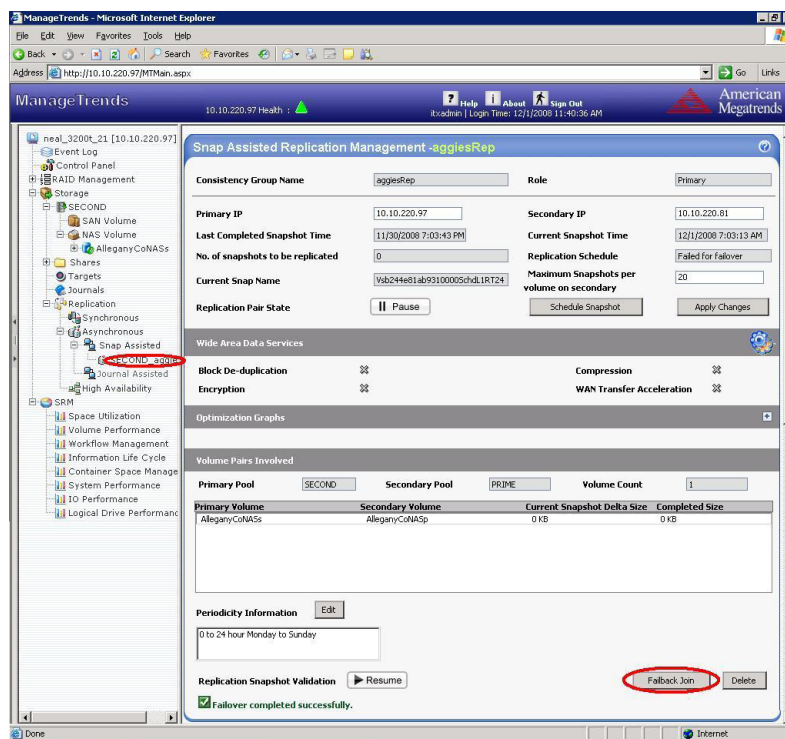 ManageTrends - Microsoft Internet Explorer
File Edit View Favorites Tools Help
Back Search Favorites
Address http://10.10.220.97/MTMain.aspx Go Links
ManageTrends 10.10.220.97 Health : Help About Sign Out American
itxadmin | Login Time: 12/1/2008 11:40:36 AM Megatrends
neal_3200t_21 [10.10.220.97]
Event Log
Control Panel
RAID Management
Storage
SECOND
SAN Volume
NAS Volume
AlleganyCoNASs
Shares
Targets
Journals
Replication
Synchronous
Asynchronous
Snap Assisted
SECOND_aggie
Journal Assisted
High Availability
SRM
Space Utilization
Volume Performance
Workflow Management
Information Life Cycle
Container Space Manage
System Performance
IO Performance
Logical Drive Performanc
Snap Assisted Replication Management -aggiesRep
Consistency Group Name aggiesRep Role Primary
Primary IP 10.10.220.97 Secondary IP 10.10.220.81
Last Completed Snapshot Time 11/30/2008 7:03:43 PM Current Snapshot Time 12/1/2008 7:03:13 AM
No. of snapshots to be replicated 0 Replication Schedule Failed for failover
Current Snap Name Vsb244e81ab9310000SchdL1RT24 Maximum Snapshots per volume on secondary 20
Replication Pair State Pause Schedule Snapshot Apply Changes
Wide Area Data Services
Block De-duplication Compression
Encryption WAN Transfer Acceleration
Optimization Graphs
Volume Pairs Involved
Primary Pool SECOND Secondary Pool PRIME Volume Count 1
Primary Volume Secondary Volume Current Snapshot Delta Size Completed Size
AlleganyCoNASs AlleganyCoNASp 0 KB 0 KB
Periodicity Information Edit
0 to 24 hour Monday to Sunday
Replication Snapshot Validation Resume Failback Join Delete
Failover completed successfully.
Done Internet